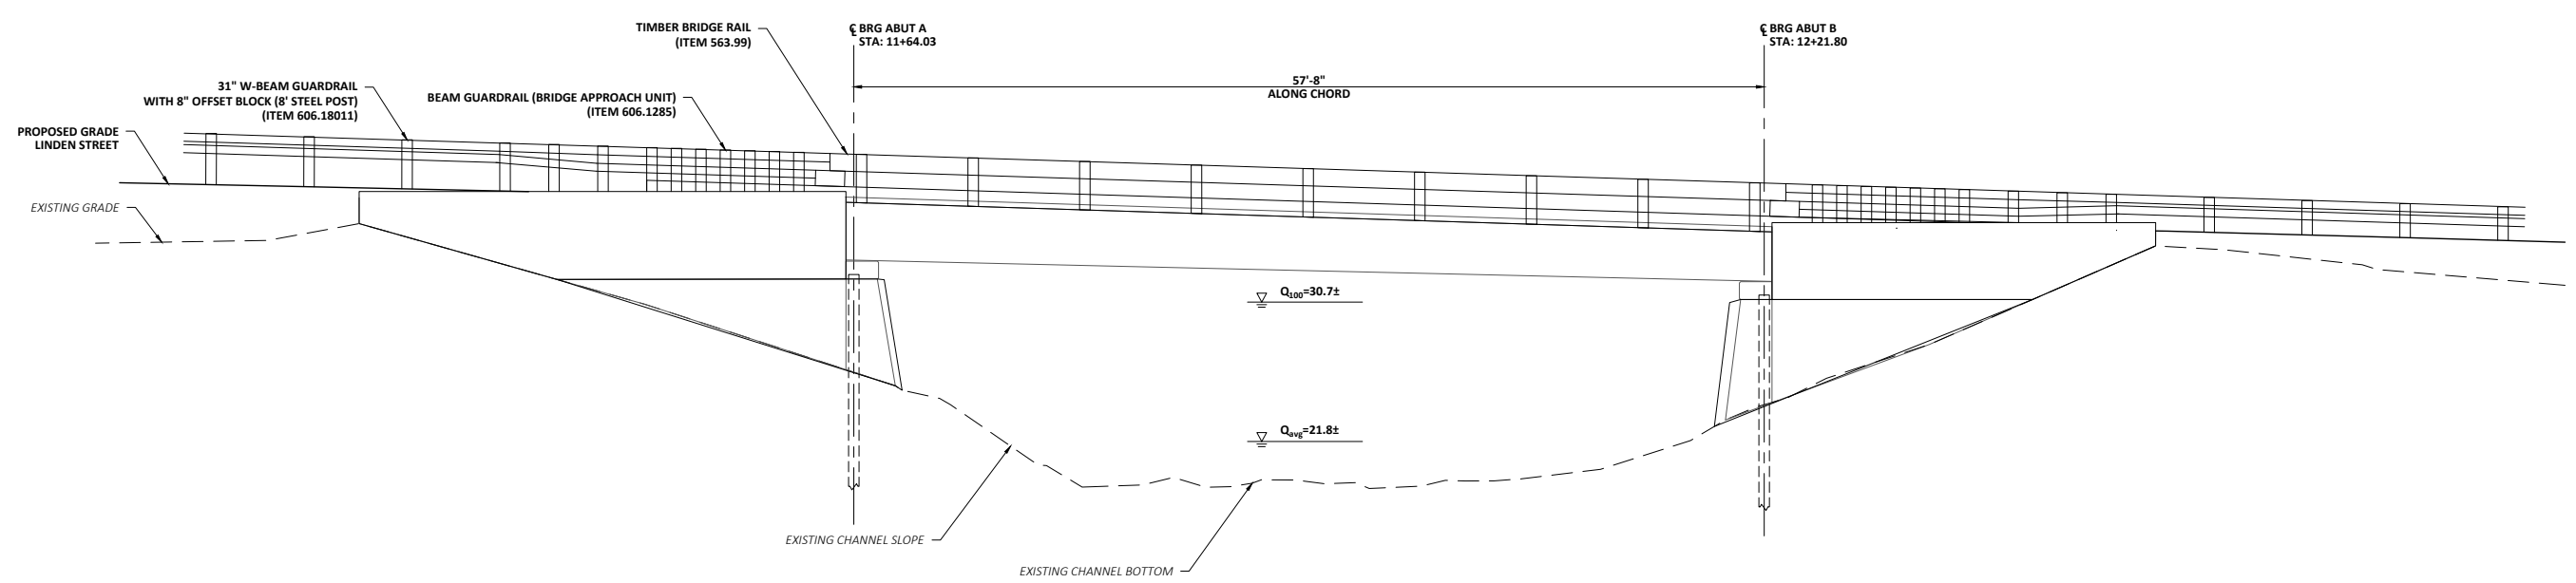 TIMBER BRIDGE RAIL
(ITEM 563.99)
℄ BRG ABUT A
STA: 11+64.03
℄ BRG ABUT B
STA: 12+21.80
57'-8"
ALONG CHORD
31" W-BEAM GUARDRAIL
WITH 8" OFFSET BLOCK (8' STEEL POST)
(ITEM 606.18011)
BEAM GUARDRAIL (BRIDGE APPROACH UNIT)
(ITEM 606.1285)
PROPOSED GRADE
LINDEN STREET
EXISTING GRADE
Q100=30.7±
Qavg=21.8±
EXISTING CHANNEL SLOPE
EXISTING CHANNEL BOTTOM